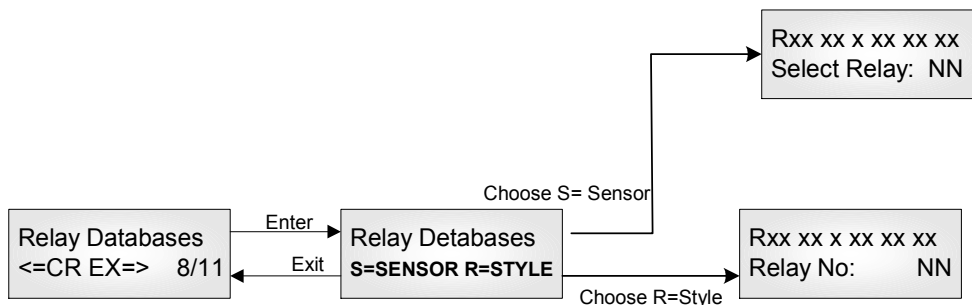 Rxx xx x xx xx xx
Select Relay: NN
Choose S= Sensor
Relay Databases
<=CR EX=> 8/11
Enter
Exit
Relay Detabases
S=SENSOR R=STYLE
Choose R=Style
Rxx xx x xx xx xx
Relay No: NN